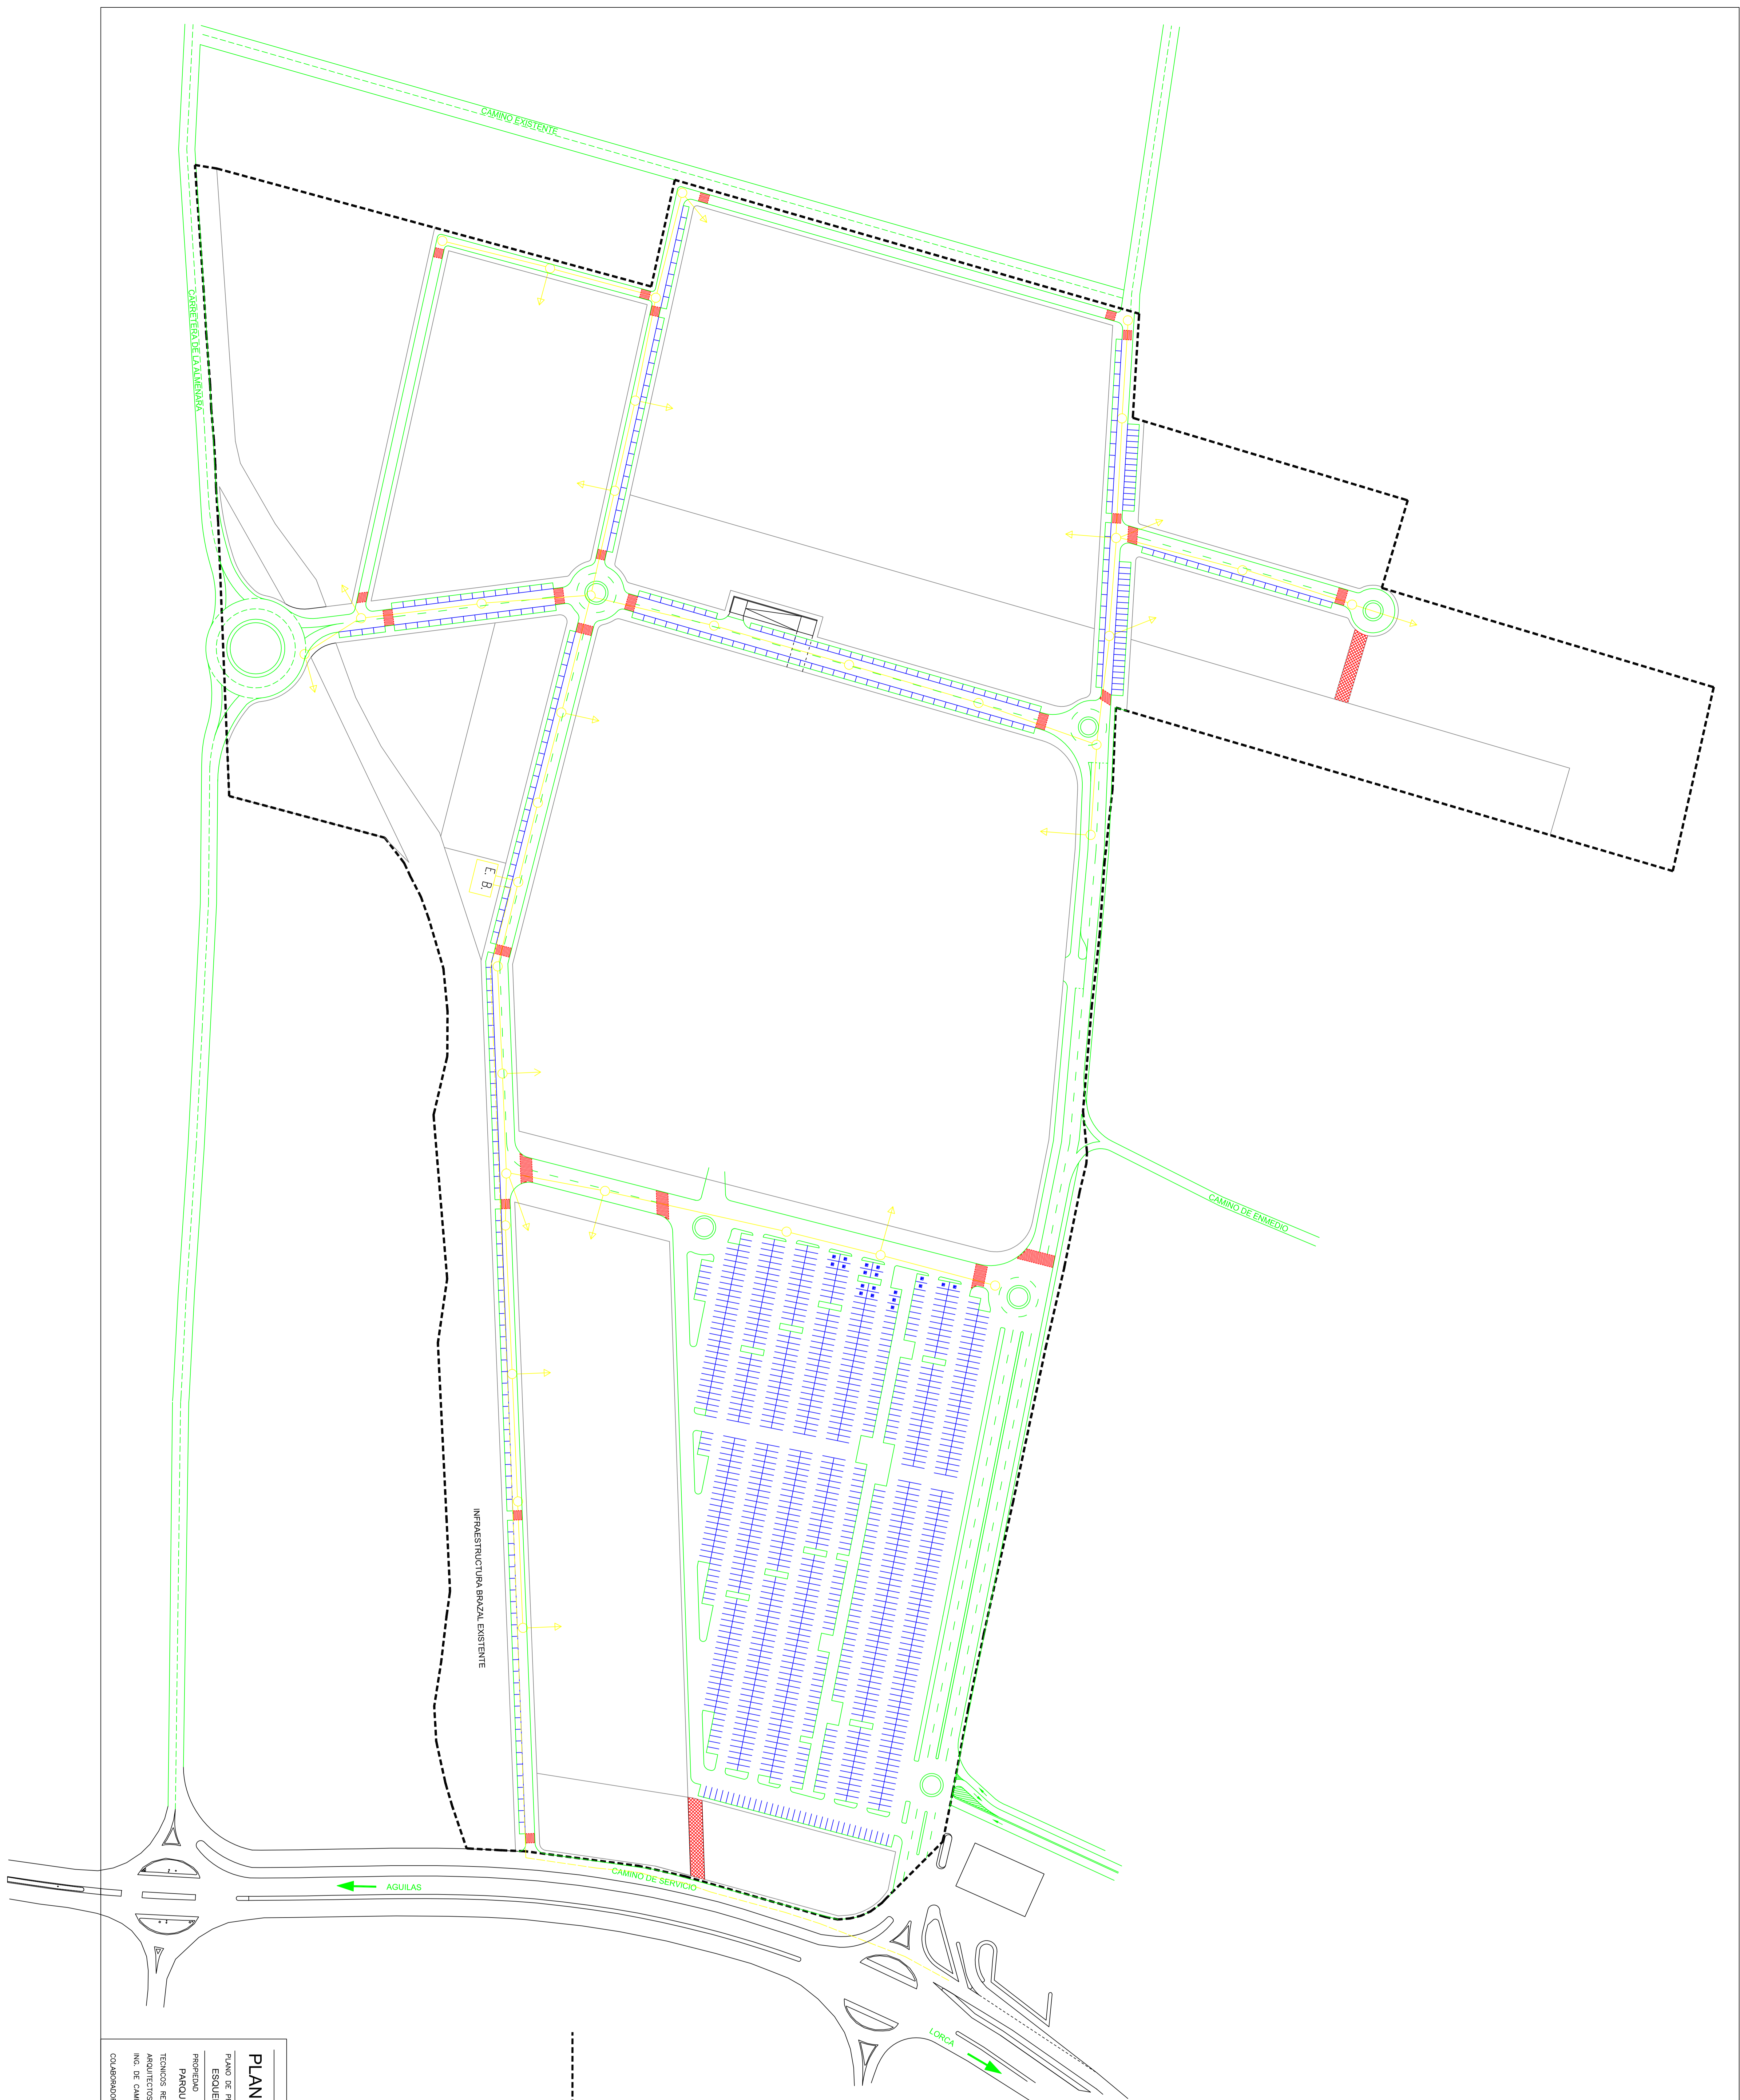 CAMINO EXISTENTE
CARRETERA DE LA ALMENARA
E. B.
CAMINO DE ENMEDIO
INFRAESTRUCTURA BRAZAL EXISTENTE
CAMINO DE SERVICIO
AGUILAS
LORCA
PLAN
PLANO DE
ESQUE
PROPIEDAD
PARQU
TECNICOS RE
ARQUITECTOS
ING. DE CAM
COLABORADO